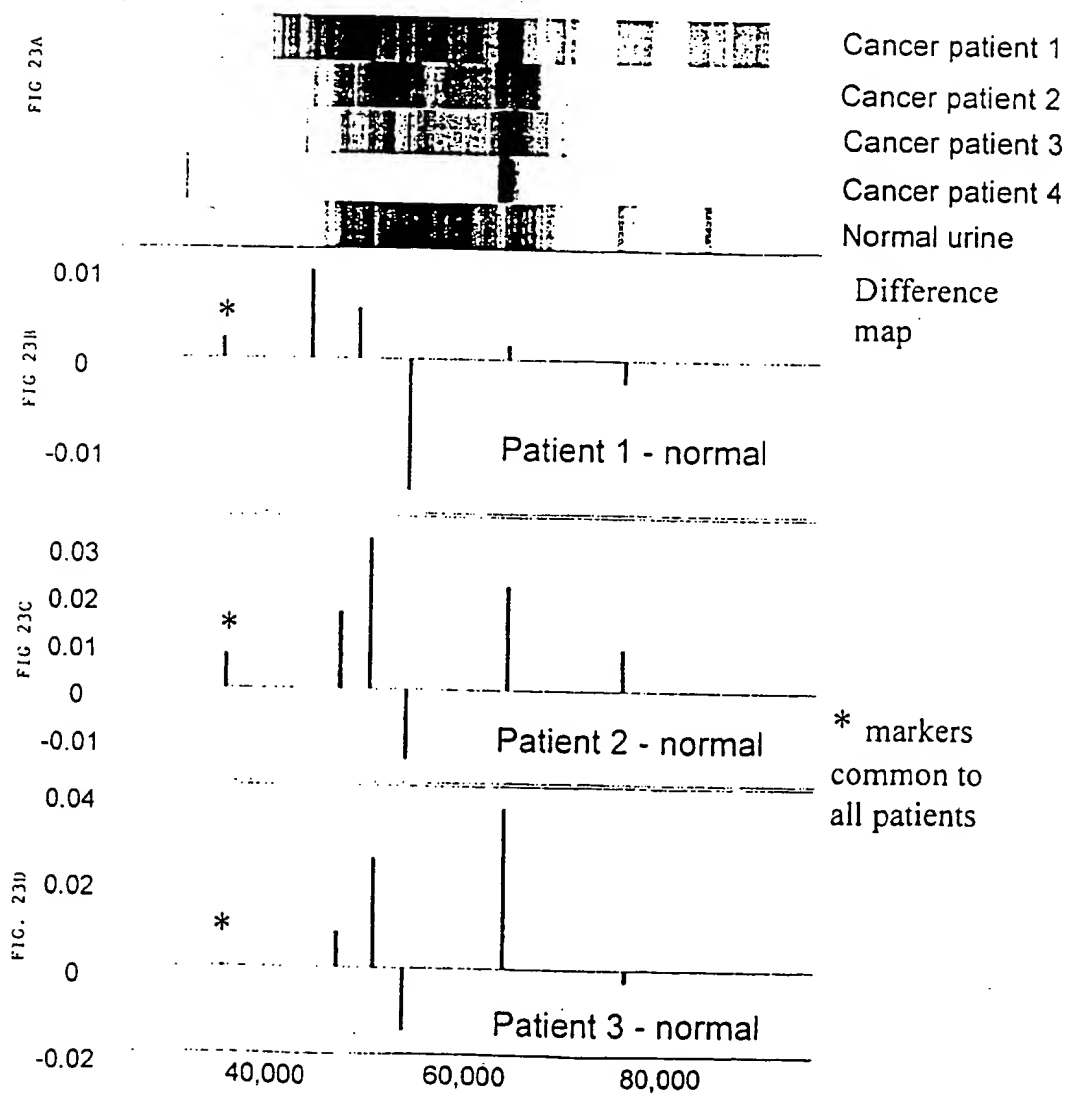 FIG 23A
Cancer patient 1
Cancer patient 2
Cancer patient 3
Cancer patient 4
Normal urine
Difference
map
FIG 23B
0.01
0
-0.01
*
Patient 1 - normal
FIG 23C
0.03
0.02
0.01
0
-0.01
*
Patient 2 - normal
* markers
common to
all patients
FIG. 23D
0.04
0.02
0
-0.02
*
Patient 3 - normal
40,000
60,000
80,000